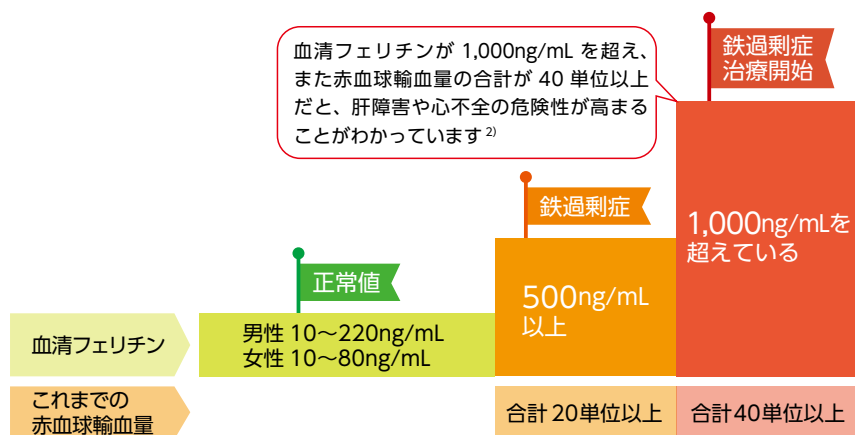 血清フェリチンが 1,000ng/mL を超え、
また赤血球輸血量の合計が 40 単位以上
だと、肝障害や心不全の危険性が高まる
ことがわかっています 2)
鉄過剰症
治療開始
鉄過剰症
正常値
1,000ng/mLを
超えている
500ng/mL
以上
血清フェリチン
男性 10〜220ng/mL
女性 10〜80ng/mL
これまでの
赤血球輸血量
合計 20単位以上
合計40単位以上